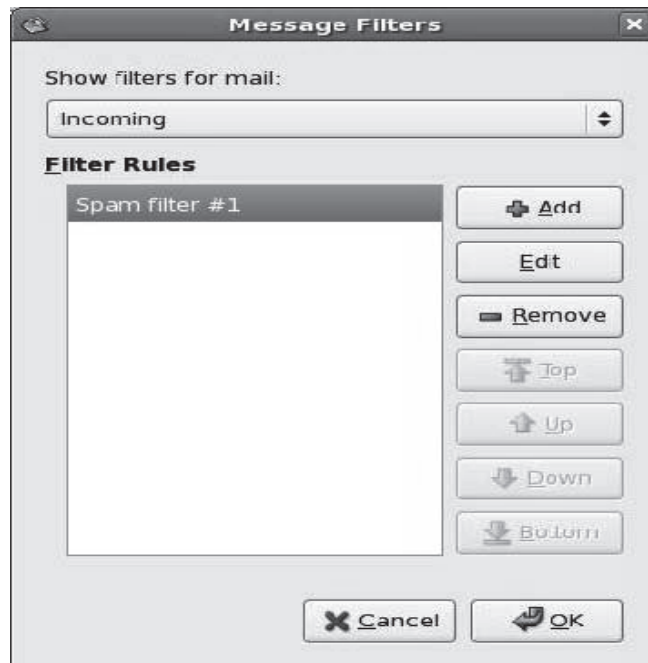 Message Filters
Show filters for mail:
Incoming
Filter Rules
Spam filter #1
Add
Edit
Remove
Top
Up
Down
Bottom
Cancel
OK